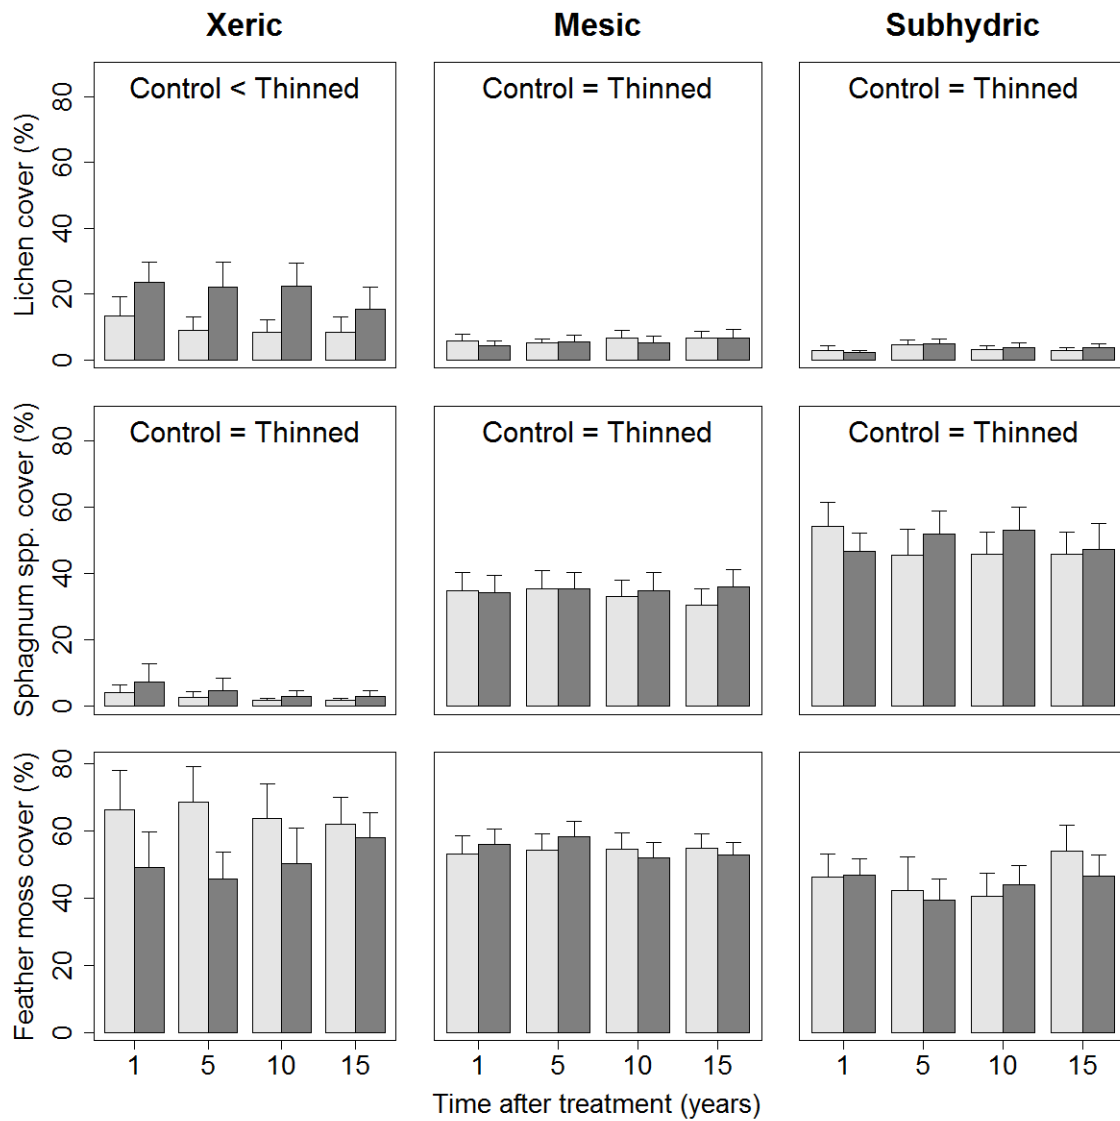 Xeric Mesic Subhydric
Control < Thinned Control = Thinned Control = Thinned
Lichen cover (%)
80
60
40
20
0
Control = Thinned Control = Thinned Control = Thinned
Sphagnum spp. cover (%)
80
60
40
20
0
Feather moss cover (%)
80
60
40
20
0
1 5 10 15 1 5 10 15 1 5 10 15
Time after treatment (years)